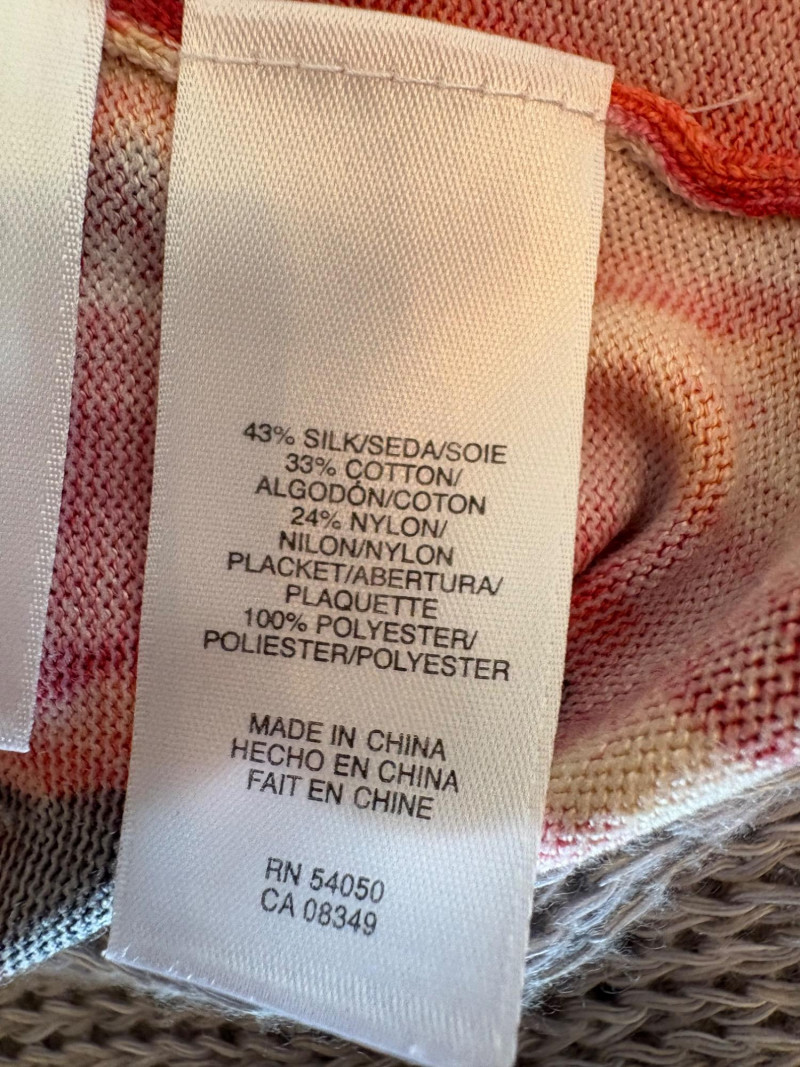 43% SILK/SEDA/SOIE
33% COTTON/
ALGODÓN/COTON
24% NYLON/
NILON/NYLON
PLACKET/ABERTURA/
PLAQUETTE
100% POLYESTER/
POLIESTER/POLYESTER
MADE IN CHINA
HECHO EN CHINA
FAIT EN CHINE
RN 54050
CA 08349